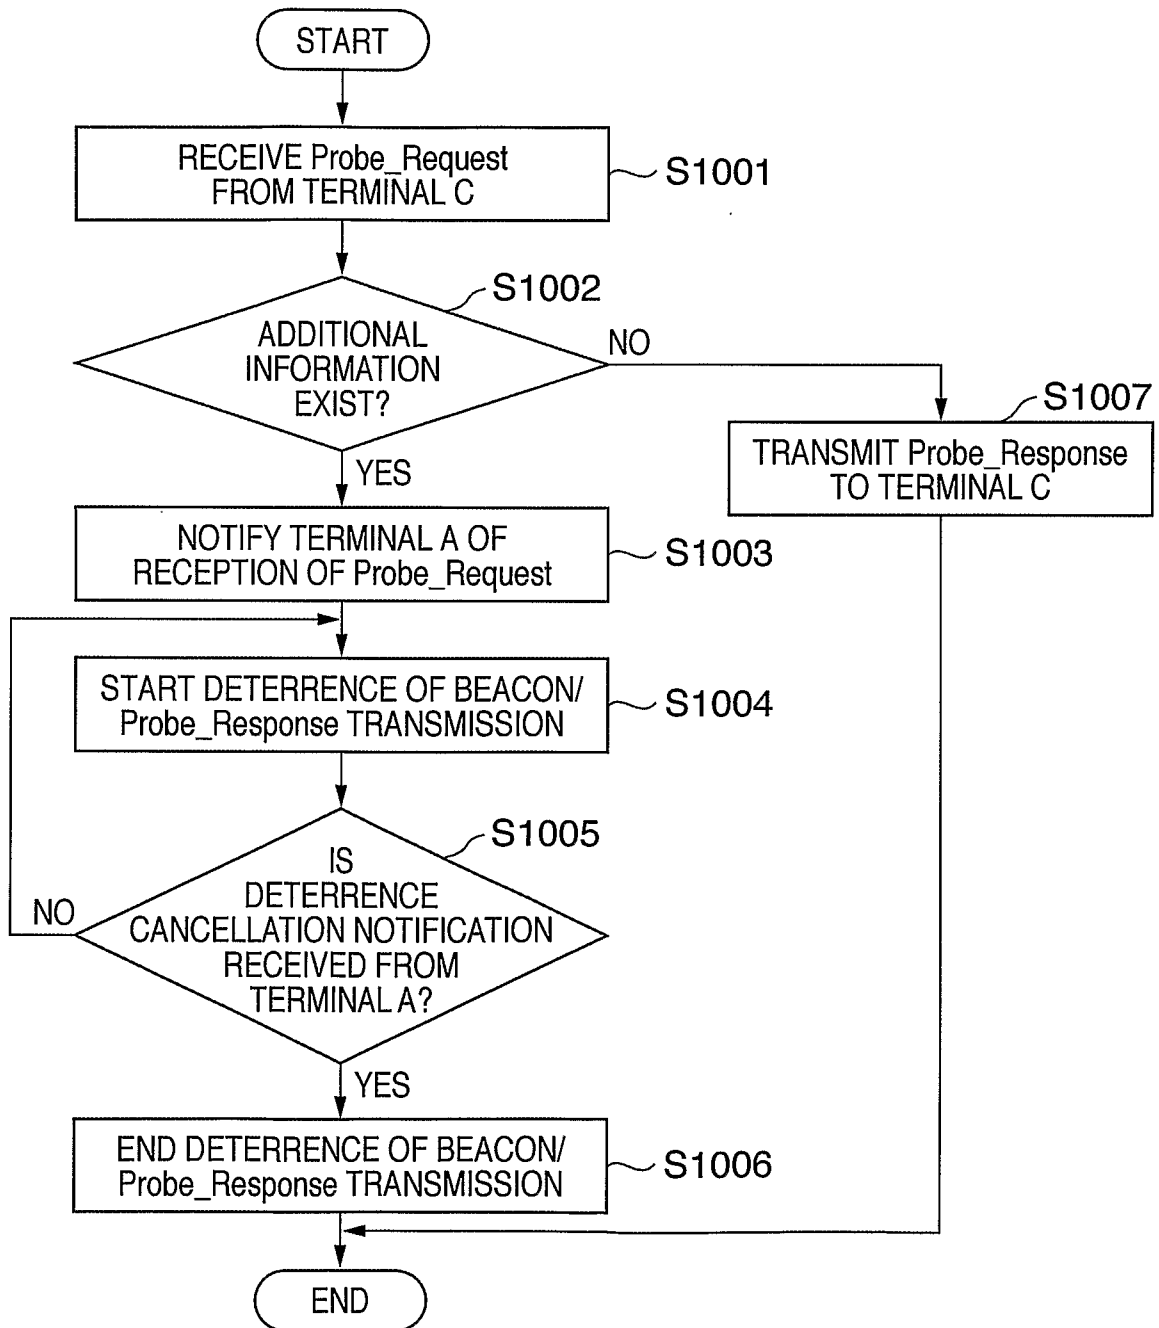 START
RECEIVE Probe_Request
FROM TERMINAL C
S1001
S1002
ADDITIONAL
INFORMATION
EXIST?
NO
YES
S1007
TRANSMIT Probe_Response
TO TERMINAL C
NOTIFY TERMINAL A OF
RECEPTION OF Probe_Request
S1003
START DETERRENCE OF BEACON/
Probe_Response TRANSMISSION
S1004
S1005
IS
DETERRENCE
CANCELLATION NOTIFICATION
RECEIVED FROM
TERMINAL A?
NO
YES
END DETERRENCE OF BEACON/
Probe_Response TRANSMISSION
S1006
END